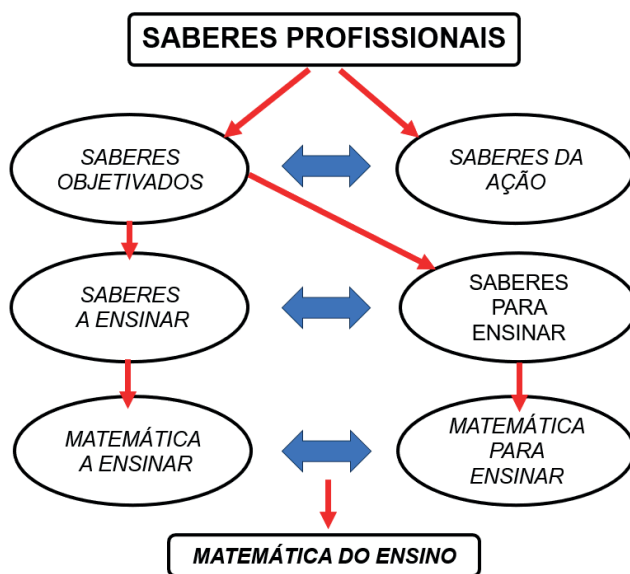 SABERES PROFISSIONAIS
SABERES
OBJETIVADOS
SABERES DA
AÇÃO
SABERES
A ENSINAR
SABERES
PARA
ENSINAR
MATEMÁTICA
A ENSINAR
MATEMÁTICA
PARA
ENSINAR
MATEMÁTICA DO ENSINO